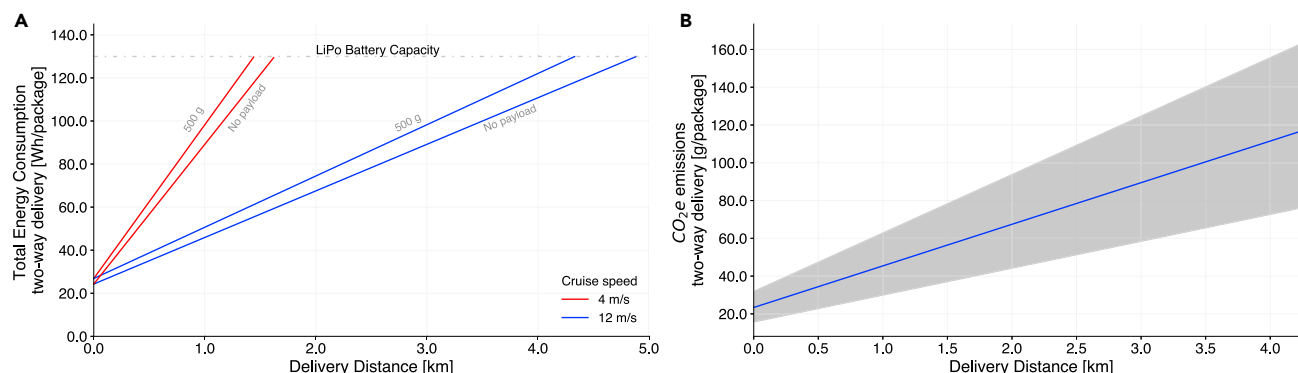 A
Total Energy Consumption
two-way delivery [Wh/package]
140.0
120.0
100.0
80.0
60.0
40.0
20.0
0.0
LiPo Battery Capacity
500 g
No payload
500 g
No payload
Cruise speed
4 m/s
12 m/s
0.0 1.0 2.0 3.0 4.0 5.0
Delivery Distance [km]
B
CO₂e emissions
two-way delivery [g/package]
160.0
140.0
120.0
100.0
80.0
60.0
40.0
20.0
0.0 0.5 1.0 1.5 2.0 2.5 3.0 3.5 4.0
Delivery Distance [km]